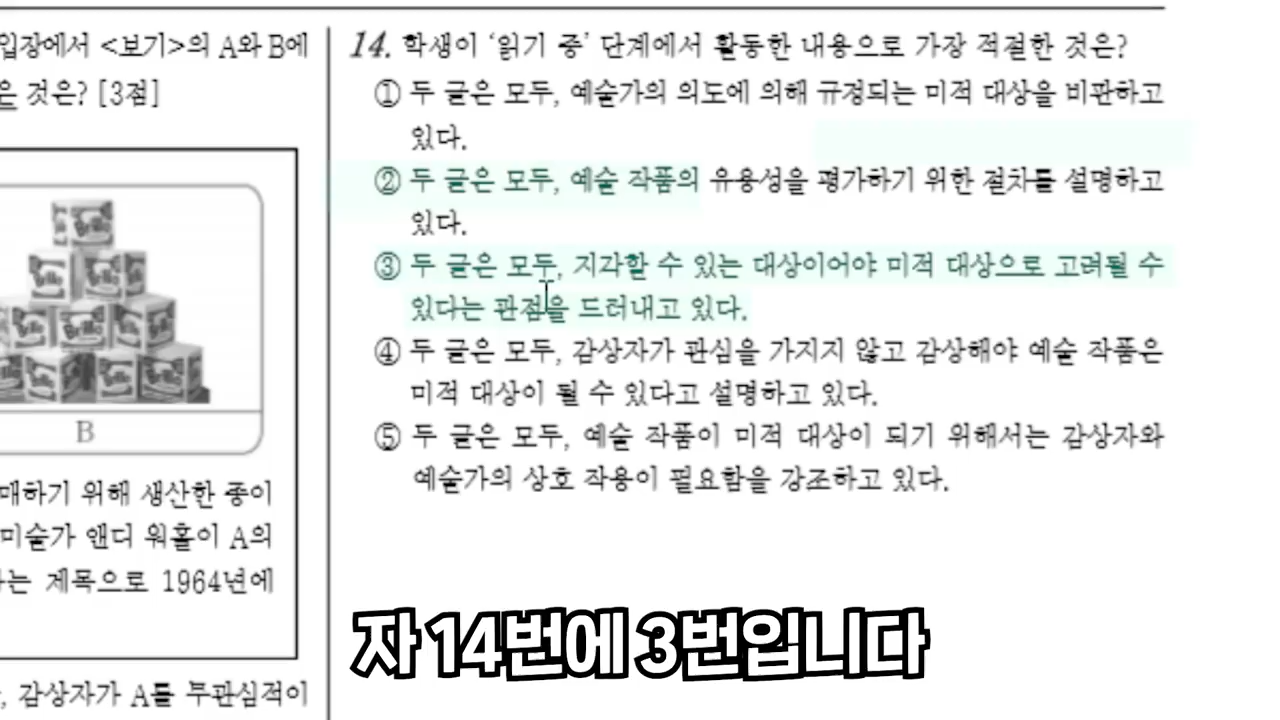 입장에서 <보기>의 A와 B에
은 것은? [3점]
B
매하기 위해 생산한 종이
미술가 앤디 워홀이 A의
는 제목으로 1964년에
, 감상자가 A를 무관심적이
14. 학생이 ‘읽기 중’ 단계에서 활동한 내용으로 가장 적절한 것은?
① 두 글은 모두, 예술가의 의도에 의해 규정되는 미적 대상을 비판하고
있다.
② 두 글은 모두, 예술 작품의 유용성을 평가하기 위한 절차를 설명하고
있다.
③ 두 글은 모두, 지각할 수 있는 대상이어야 미적 대상으로 고려될 수
있다는 관점을 드러내고 있다.
④ 두 글은 모두, 감상자가 관심을 가지지 않고 감상해야 예술 작품은
미적 대상이 될 수 있다고 설명하고 있다.
⑤ 두 글은 모두, 예술 작품이 미적 대상이 되기 위해서는 감상자와
예술가의 상호 작용이 필요함을 강조하고 있다.
자 14번에 3번입니다